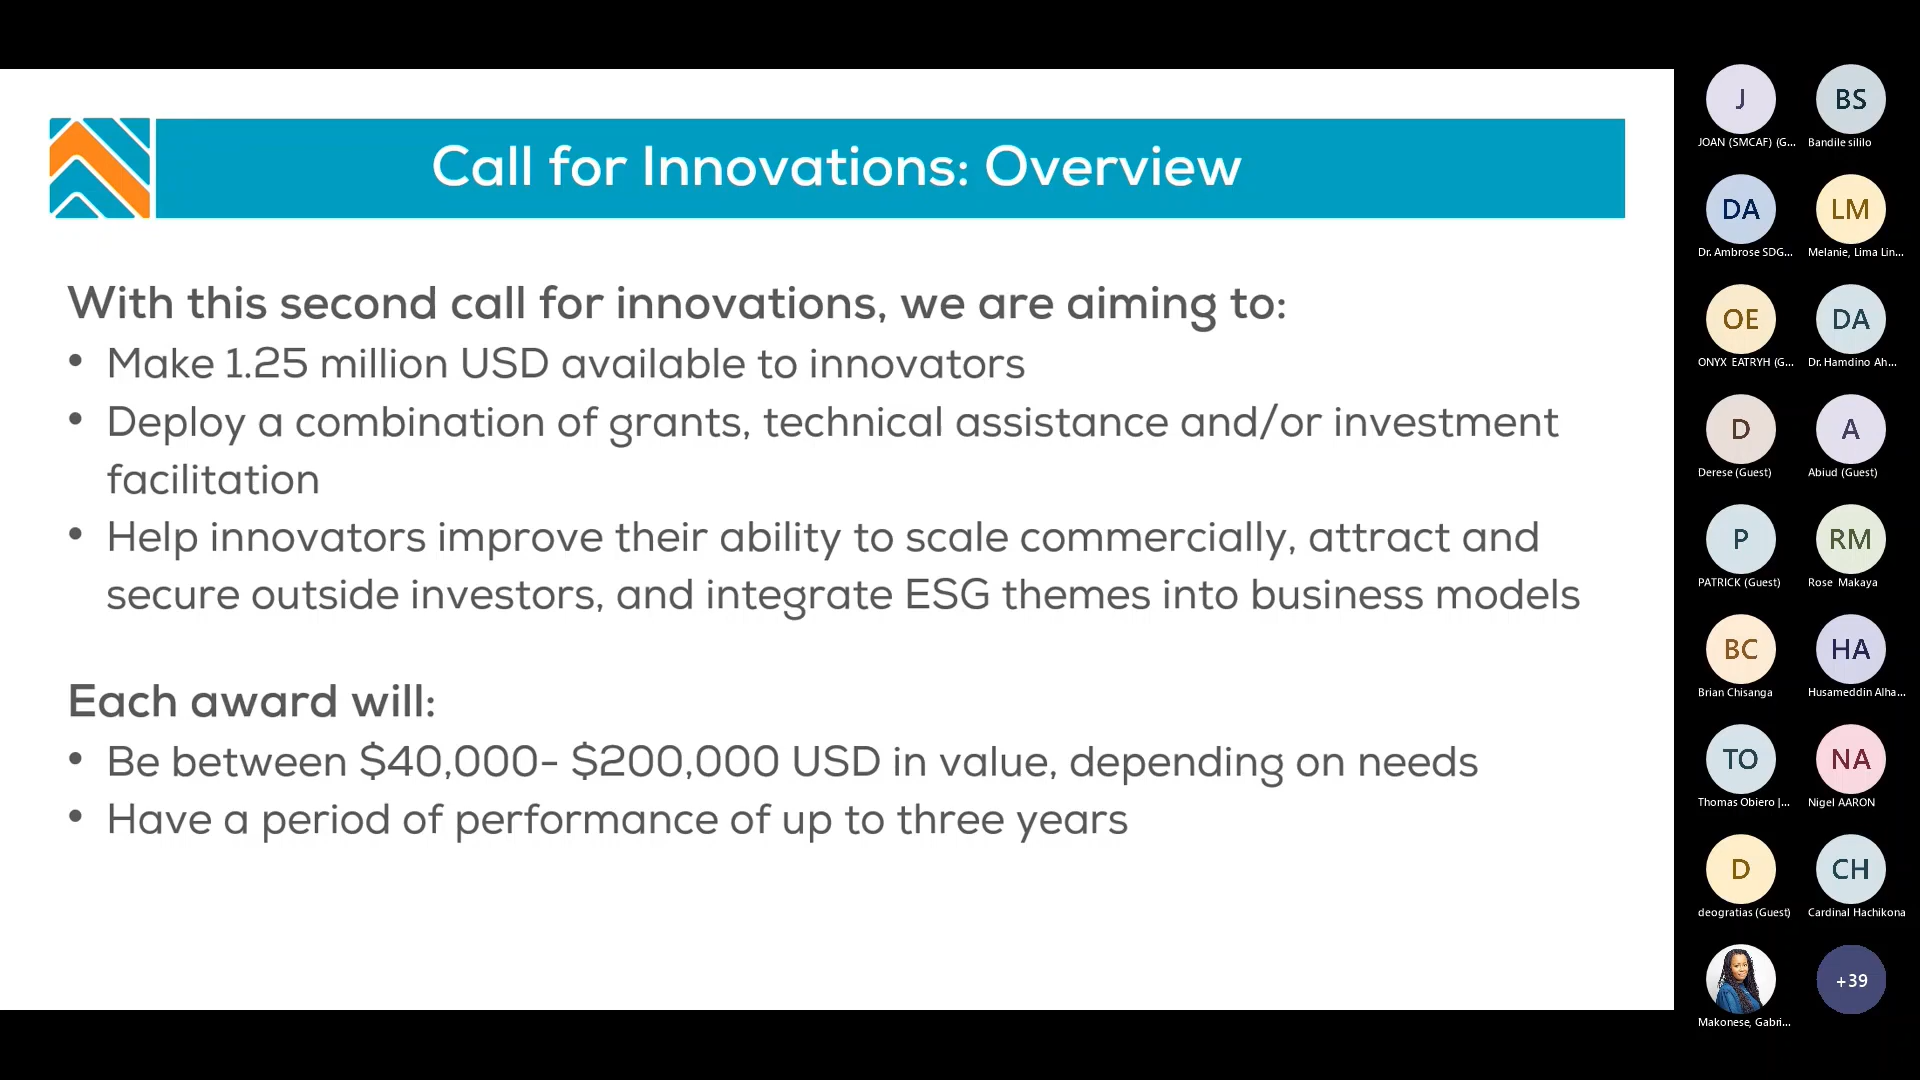 Call for Innovations: Overview
With this second call for innovations, we are aiming to:
• Make 1.25 million USD available to innovators
• Deploy a combination of grants, technical assistance and/or investment
facilitation
• Help innovators improve their ability to scale commercially, attract and
secure outside investors, and integrate ESG themes into business models
Each award will:
• Be between $40,000- $200,000 USD in value, depending on needs
• Have a period of performance of up to three years
J
JOAN (SMCAF) (G...
BS
Bandile sililo
DA
Dr. Ambrose SDG...
LM
Melanie, Lima Lin...
OE
ONYX EATRYH (G...
DA
Dr. Hamdino Ah...
D
Derese (Guest)
A
Abiud (Guest)
P
PATRICK (Guest)
RM
Rose Makaya
BC
Brian Chisanga
HA
Husameddin Alha...
TO
Thomas Obiero |...
NA
Nigel AARON
D
deogratias (Guest)
CH
Cardinal Hachikona
Makonese, Gabri...
+39